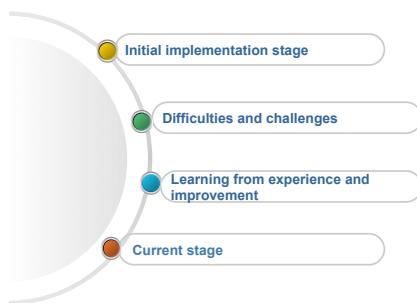 Initial implementation stage
Difficulties and challenges
Learning from experience and
improvement
Current stage